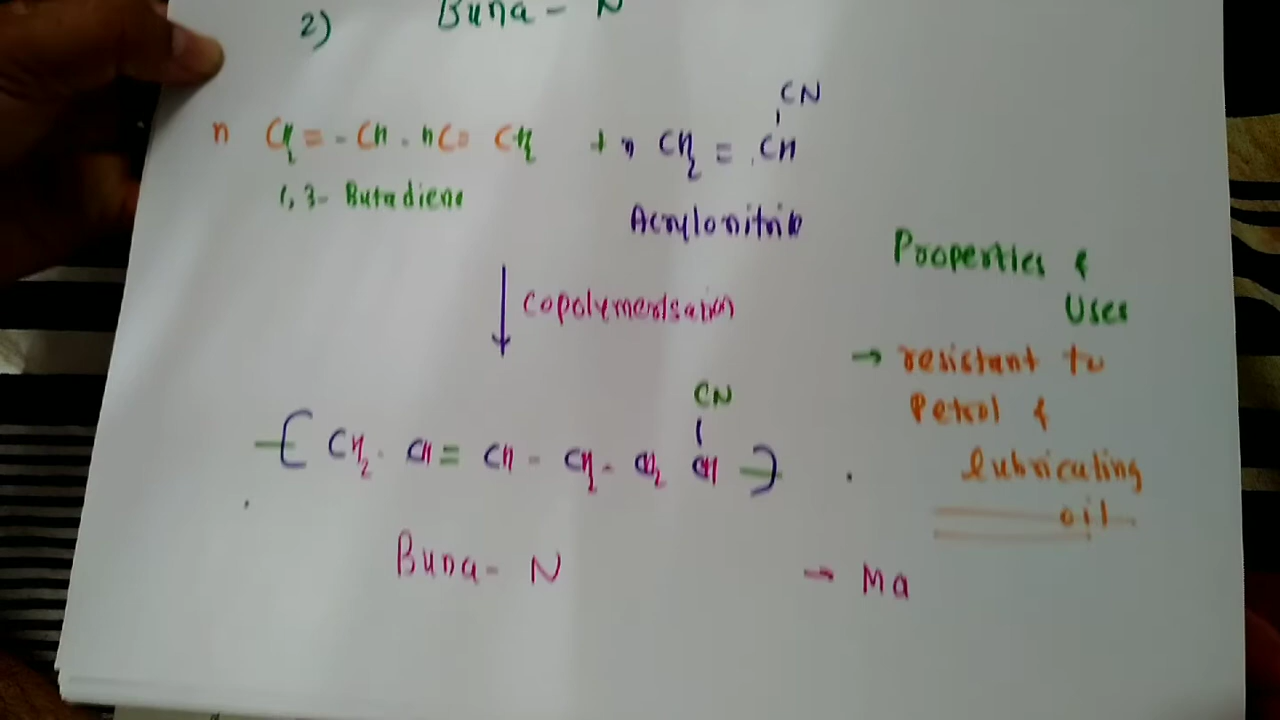 2) Buna - N
CN
n CH2 = - CH - HC = CH2 + n CH2 = CH
1, 3- Butadiene
Acrylonitrile
Properties &
Uses
copolymerisation
→ resistant to
Petrol &
lubricating
oil
CN
-[ CH2 - CH = CH - CH2 - CH2 CH ]-
Buna - N
→ Ma